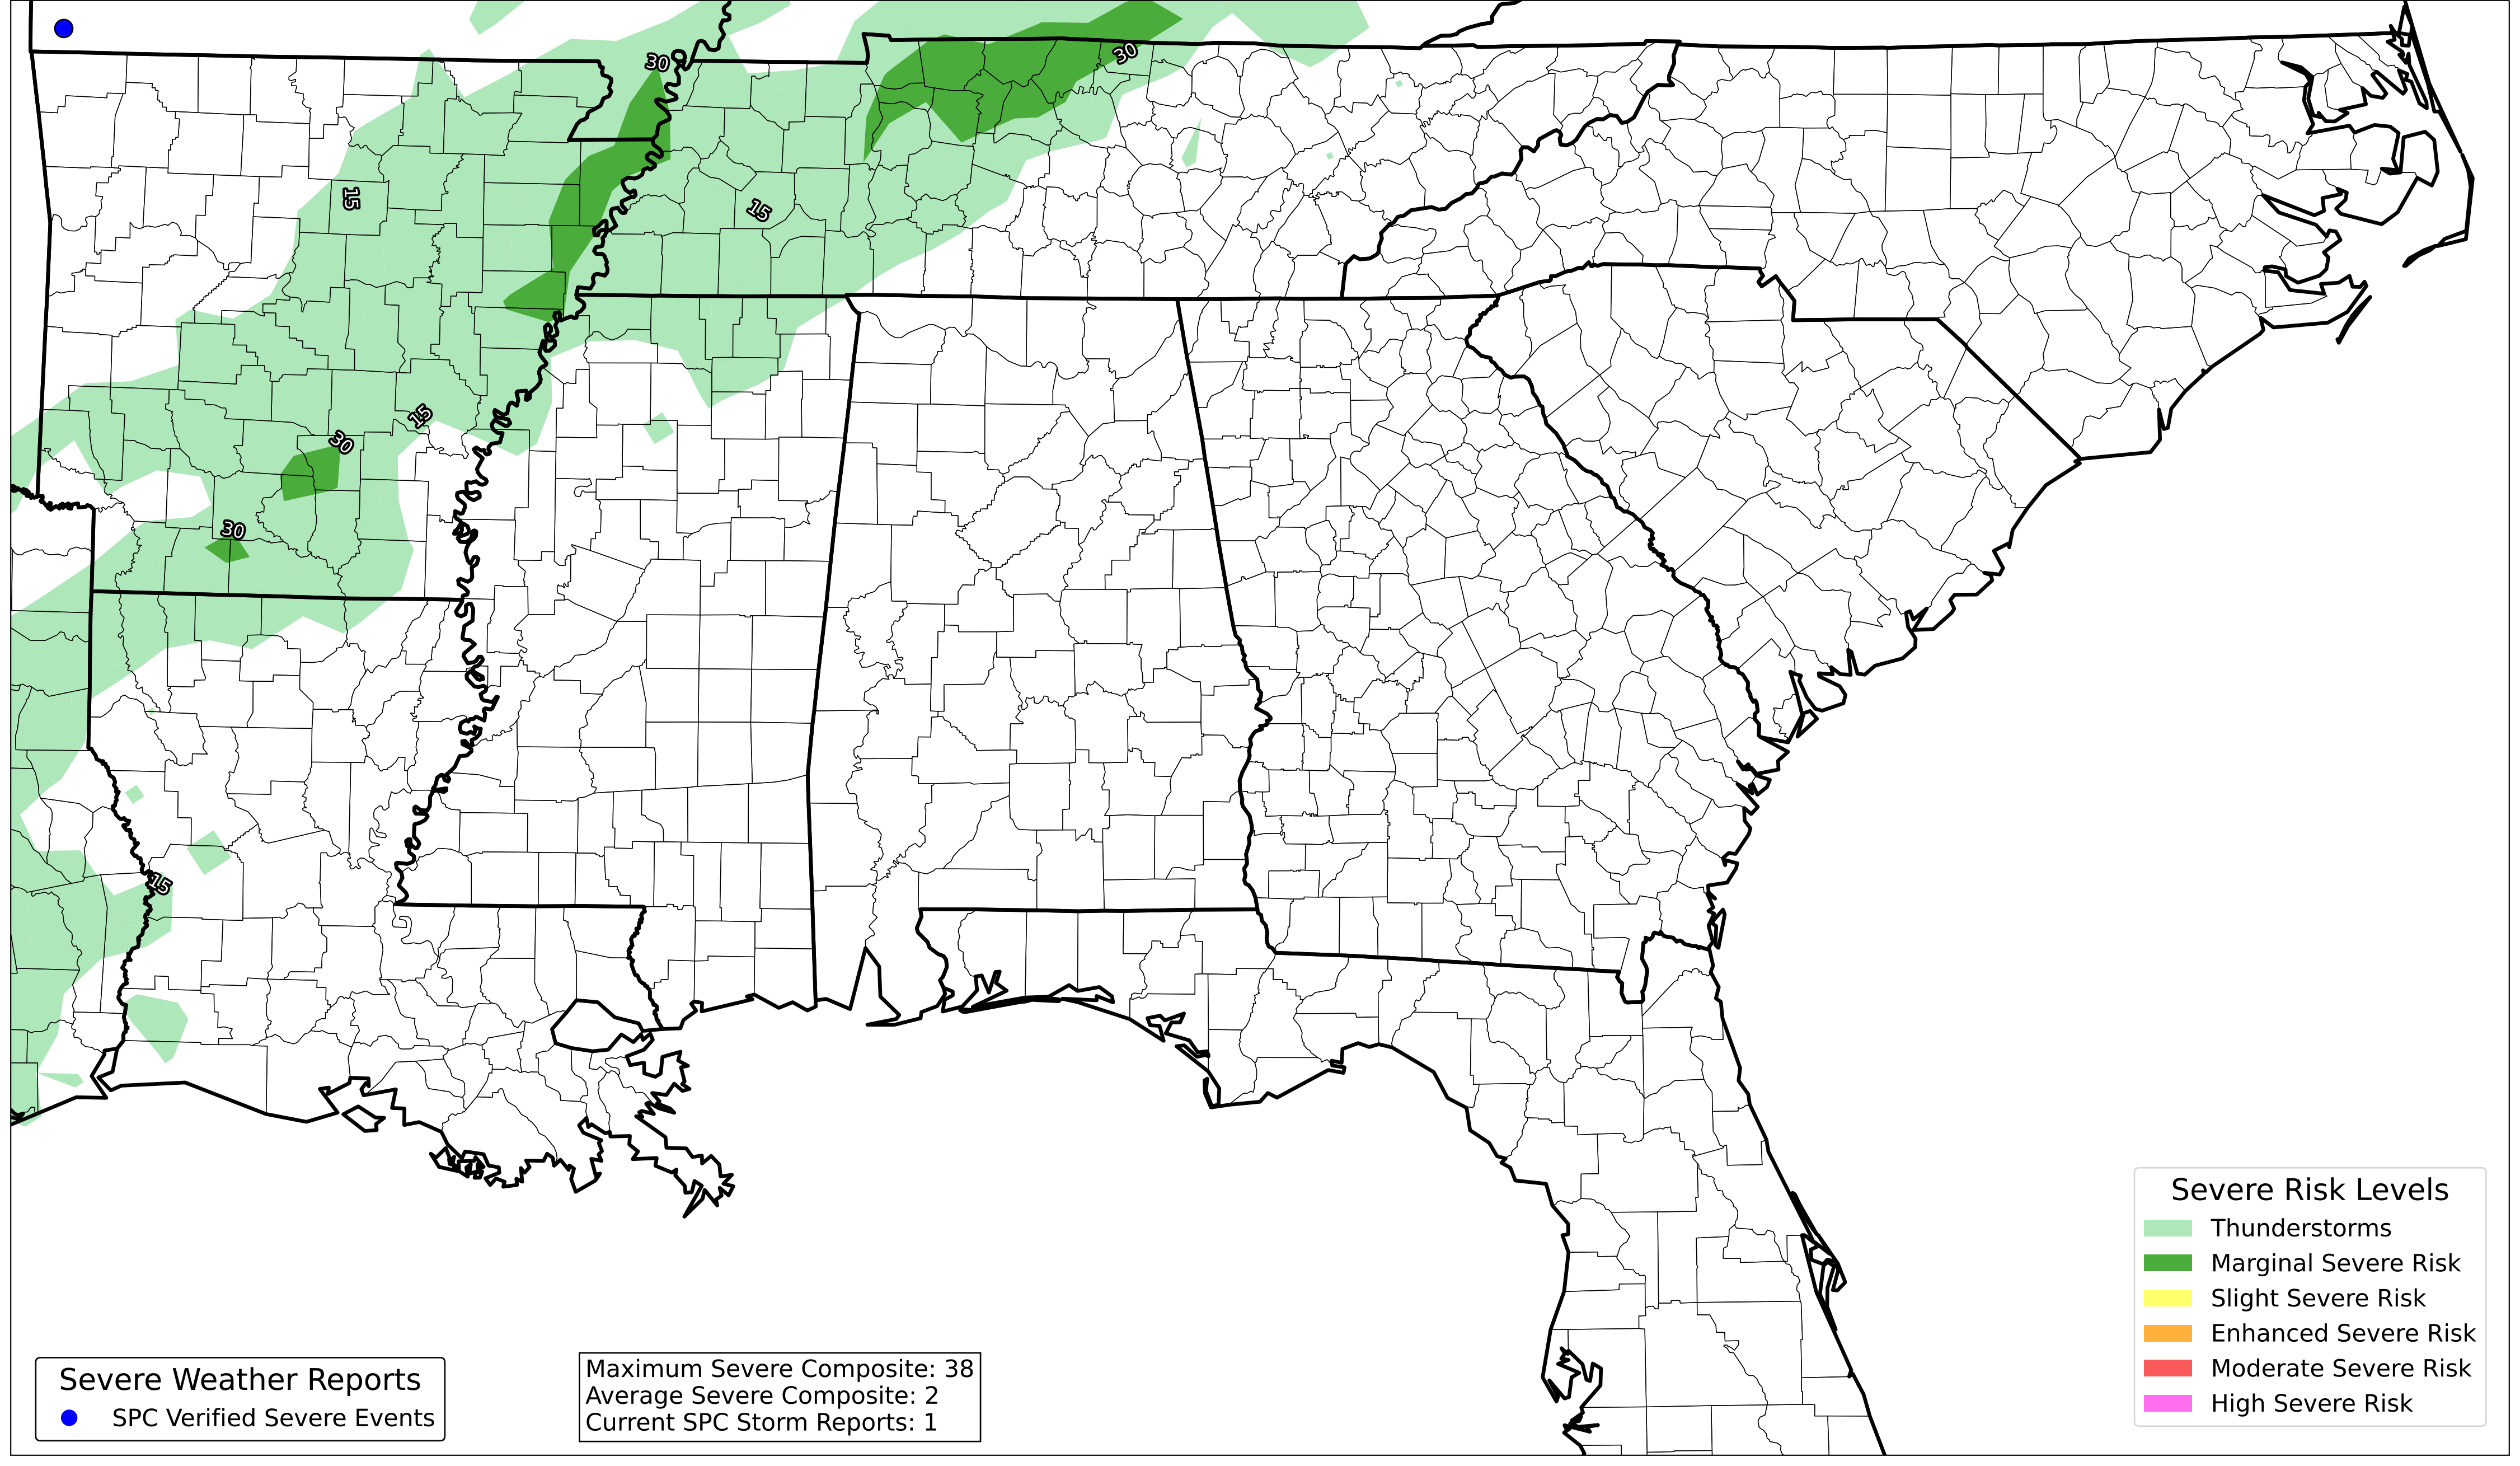 30
30
15
15
15
30
30
15
Severe Risk Levels
Thunderstorms
Marginal Severe Risk
Slight Severe Risk
Enhanced Severe Risk
Moderate Severe Risk
High Severe Risk
Severe Weather Reports
SPC Verified Severe Events
Maximum Severe Composite: 38
Average Severe Composite: 2
Current SPC Storm Reports: 1